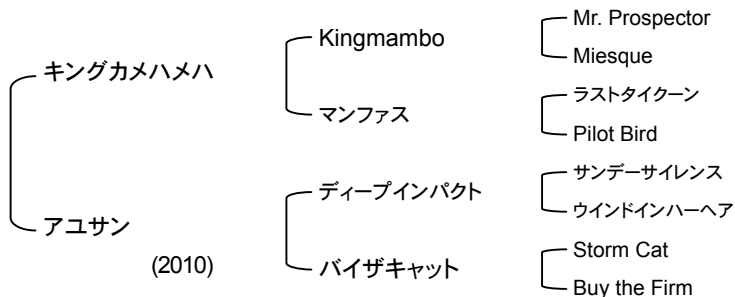 キングカメハメハ
アユサン
(2010)
Kingmambo
マンファス
ディープインパクト
バイザキャット
Mr. Prospector
Miesque
ラストタイクーン
Pilot Bird
サンデーサイレンス
ウインドインハーヘア
Storm Cat
Buy the Firm